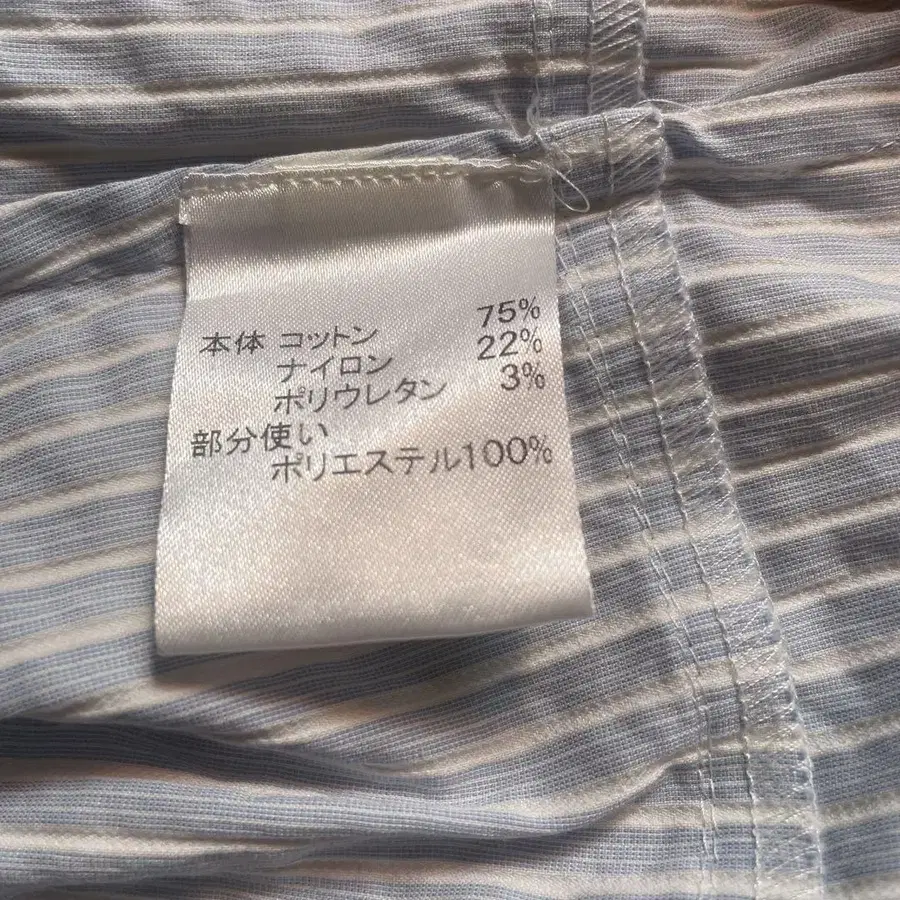 本体 コットン 75%
ナイロン 22%
ポリウレタン 3%
部分使い
ポリエステル100%